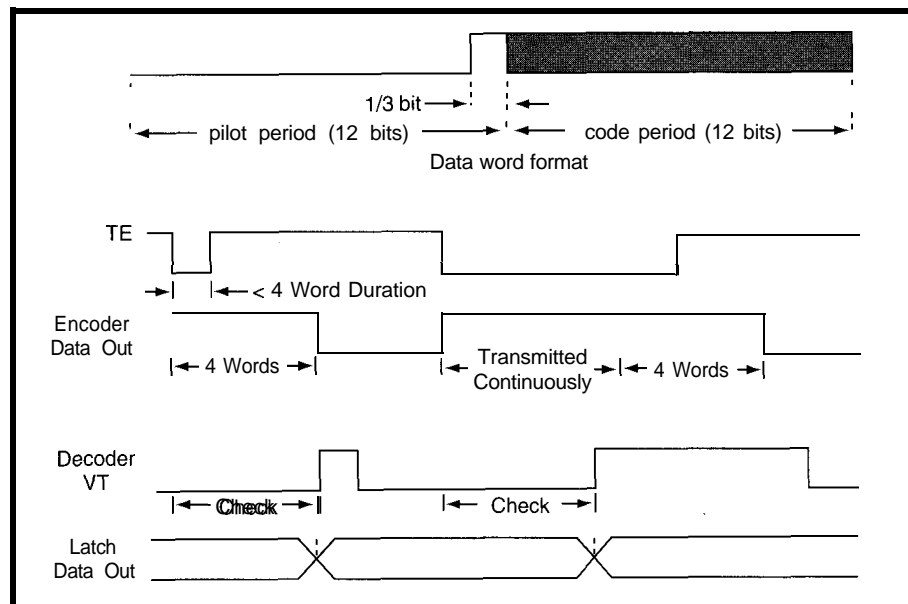 1/3 bit
pilot period (12 bits)
code period (12 bits)
Data word format
TE
< 4 Word Duration
Encoder
Data Out
4 Words
Transmitted
Continuously
4 Words
Decoder
VT
Check
Check
Latch
Data Out